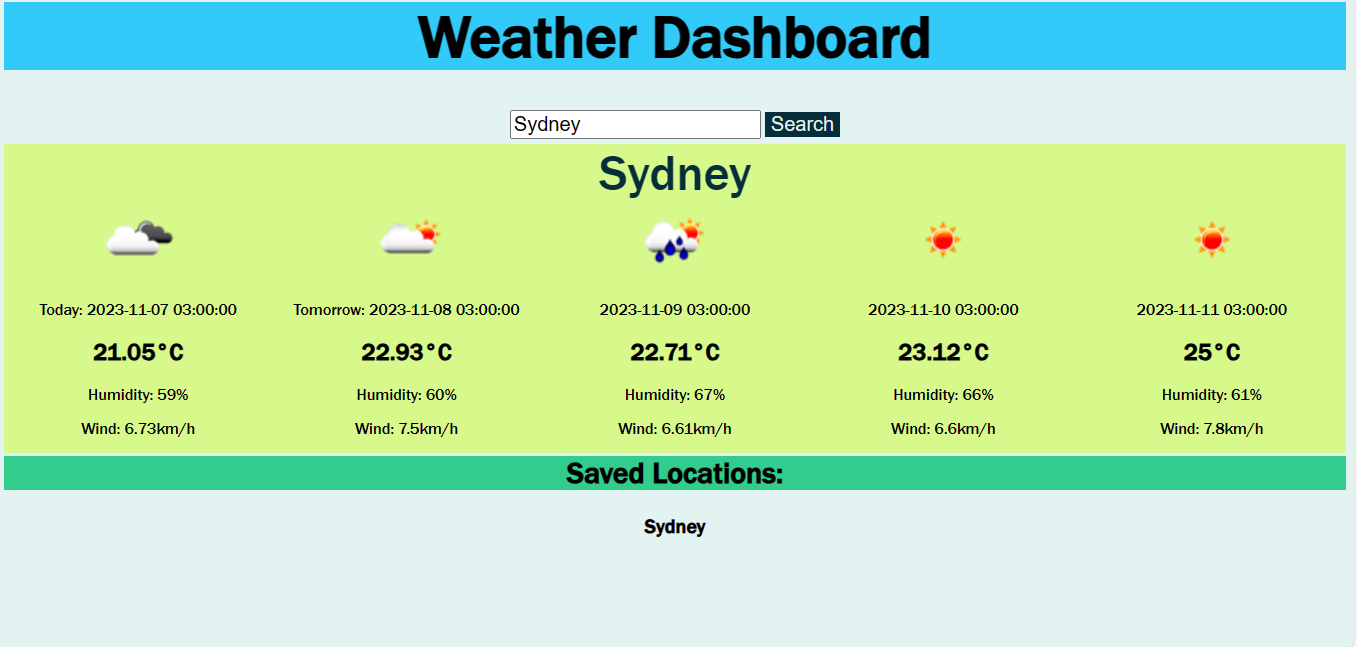 Weather Dashboard
Sydney Search
Sydney
Today: 2023-11-07 03:00:00 Tomorrow: 2023-11-08 03:00:00 2023-11-09 03:00:00 2023-11-10 03:00:00 2023-11-11 03:00:00
21.05°C 22.93°C 22.71°C 23.12°C 25°C
Humidity: 59% Humidity: 60% Humidity: 67% Humidity: 66% Humidity: 61%
Wind: 6.73km/h Wind: 7.5km/h Wind: 6.61km/h Wind: 6.6km/h Wind: 7.8km/h
Saved Locations:
Sydney